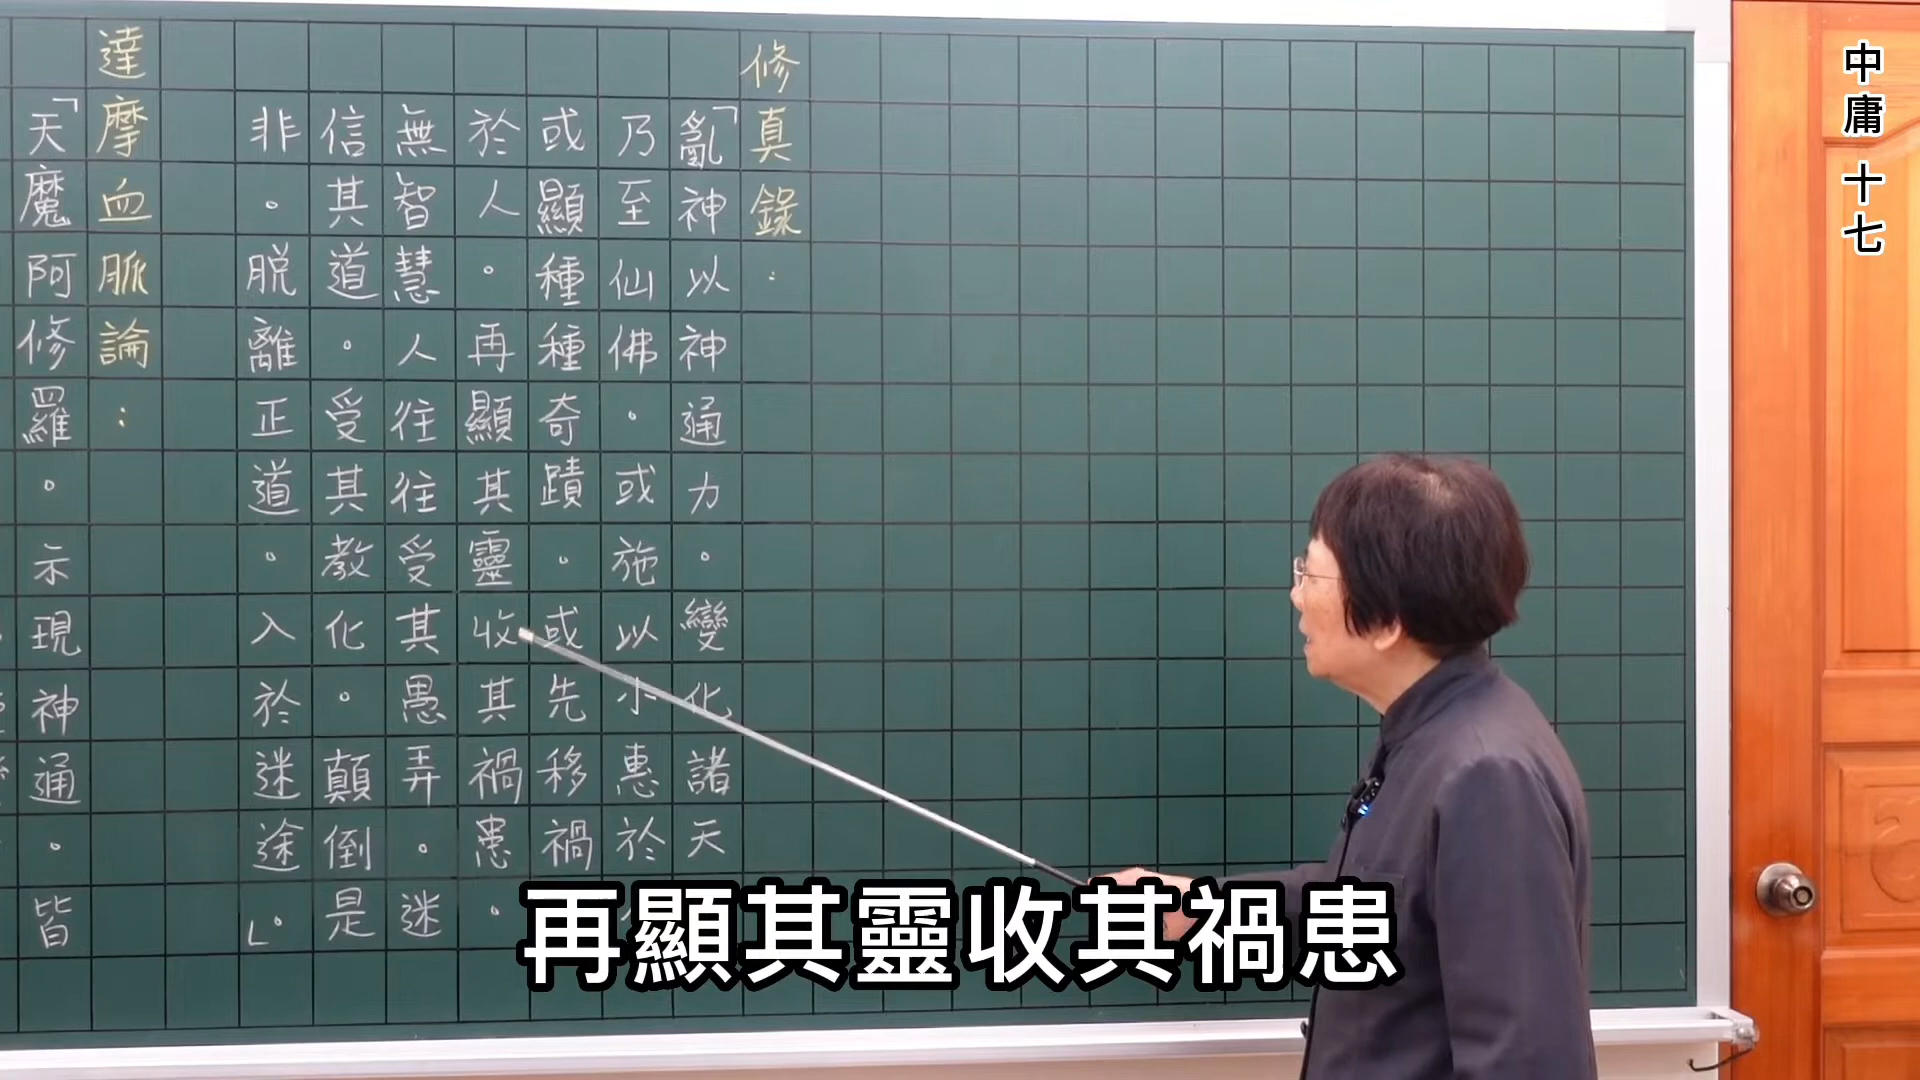 中庸 十七
修真錄：
「亂神以神通力。變化諸天
乃至仙佛。或施以小惠於
或顯種種奇蹟。或先移禍
於人。再顯其靈收其禍患。
無智慧人往往受其愚弄。迷
信其道。受其教化。顛倒是
非。脫離正道。入於迷途。」
達摩血脈論：
「天魔阿修羅。示現神通。皆
再顯其靈收其禍患